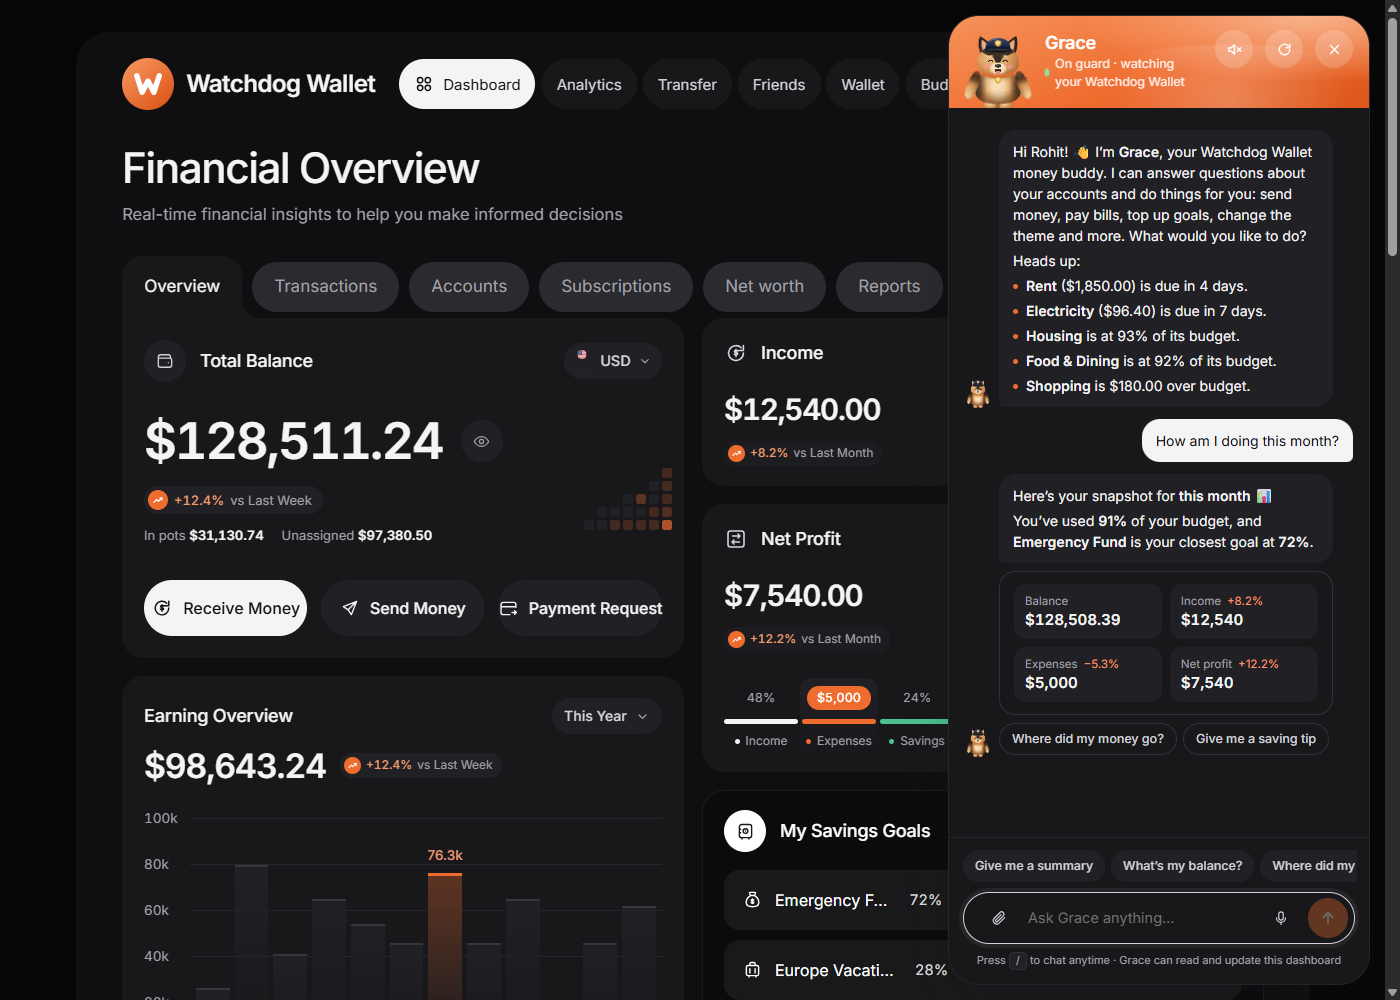 W Watchdog Wallet
Dashboard
Analytics
Transfer
Friends
Wallet
Bud
Financial Overview
Real-time financial insights to help you make informed decisions
Overview
Transactions
Accounts
Subscriptions
Net worth
Reports
Total Balance
USD
$128,511.24
+12.4% vs Last Week
In pots $31,130.74 Unassigned $97,380.50
Receive Money
Send Money
Payment Request
Income
$12,540.00
+8.2% vs Last Month
Net Profit
$7,540.00
+12.2% vs Last Month
48% $5,000 24%
Income Expenses Savings
Earning Overview
This Year
$98,643.24 +12.4% vs Last Week
100k
76.3k
80k
60k
40k
My Savings Goals
Emergency F... 72%
Europe Vacati... 28%
Grace
On guard · watching
your Watchdog Wallet
Hi Rohit! 👋 I'm Grace, your Watchdog Wallet
money buddy. I can answer questions about
your accounts and do things for you: send
money, pay bills, top up goals, change the
theme and more. What would you like to do?
Heads up:
• Rent ($1,850.00) is due in 4 days.
• Electricity ($96.40) is due in 7 days.
• Housing is at 93% of its budget.
• Food & Dining is at 92% of its budget.
• Shopping is $180.00 over budget.
How am I doing this month?
Here's your snapshot for this month 📊
You've used 91% of your budget, and
Emergency Fund is your closest goal at 72%.
Balance
$128,508.39
Income +8.2%
$12,540
Expenses −5.3%
$5,000
Net profit +12.2%
$7,540
Where did my money go?
Give me a saving tip
Give me a summary
What's my balance?
Where did my
Ask Grace anything...
Press / to chat anytime · Grace can read and update this dashboard